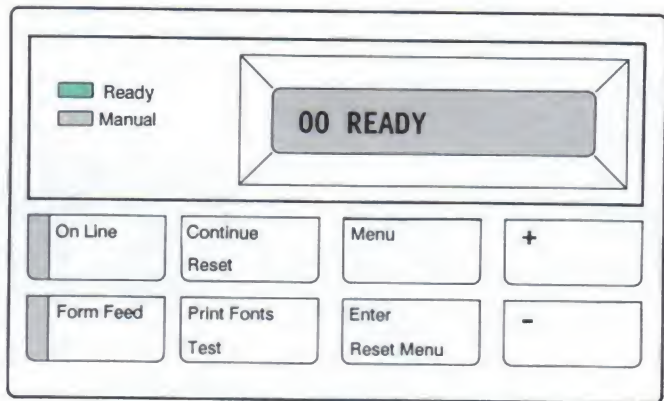 Ready
Manual
00 READY
On Line
Continue
Reset
Menu
+
Form Feed
Print Fonts
Test
Enter
Reset Menu
-